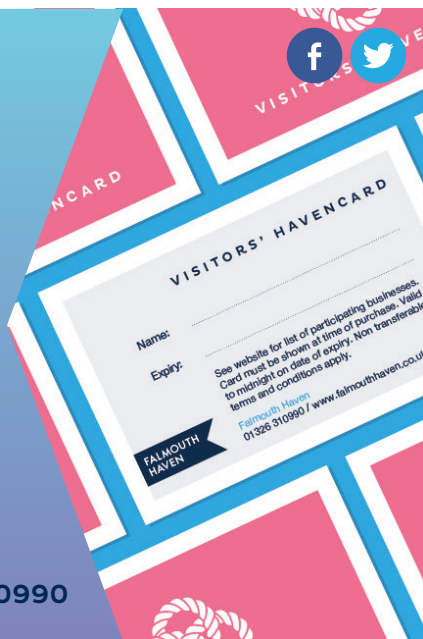 f
VISITORS' HAVE
NCARD
VISITORS' HAVENCARD
Name:
Expiry:
See website for list of participating businesses.
Card must be shown at time of purchase. Valid
to midnight on date of expiry. Non transferable
terms and conditions apply.
Falmouth Haven
01326 310990 / www.falmouthhaven.co.uk
FALMOUTH
HAVEN
0990